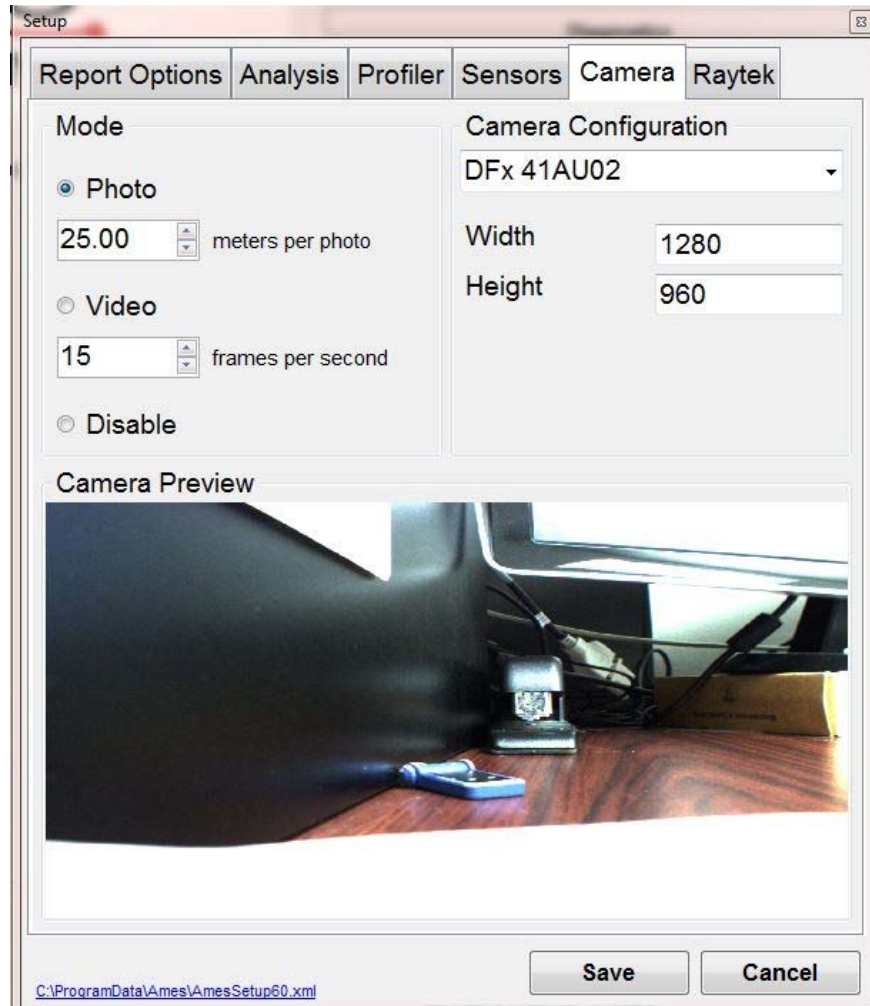 Setup
Report Options Analysis Profiler Sensors Camera Raytek
Mode
Photo
25.00 meters per photo
Video
15 frames per second
Disable
Camera Configuration
DFx 41AU02
Width 1280
Height 960
Camera Preview
C:\ProgramData\Ames\AmesSetup60.xml
Save Cancel